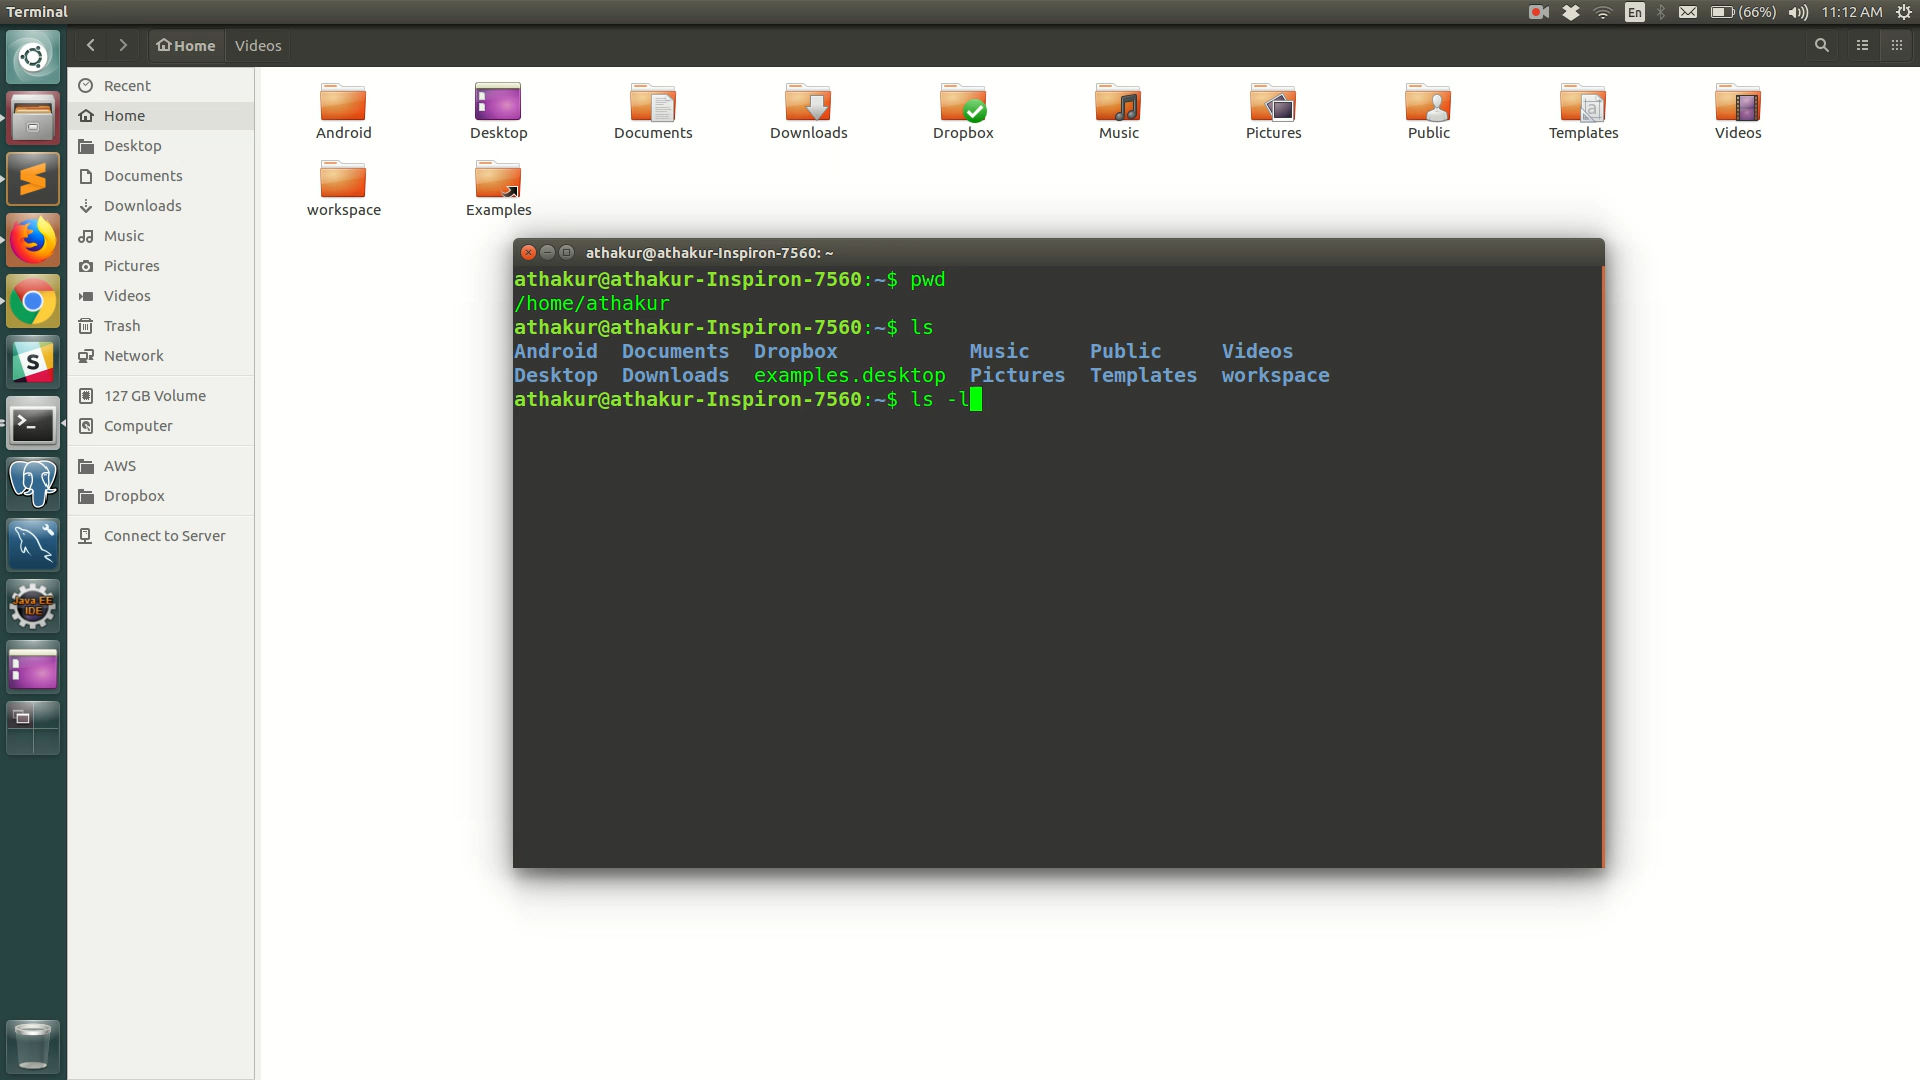 Terminal
En (66%) 11:12 AM
Home Videos
Recent
Home
Desktop
Documents
Downloads
Music
Pictures
Videos
Trash
Network
127 GB Volume
Computer
AWS
Dropbox
Connect to Server
Android Desktop Documents Downloads Dropbox Music Pictures Public Templates Videos
workspace Examples
athakur@athakur-Inspiron-7560: ~
athakur@athakur-Inspiron-7560:~$ pwd
/home/athakur
athakur@athakur-Inspiron-7560:~$ ls
Android Documents Dropbox Music Public Videos
Desktop Downloads examples.desktop Pictures Templates workspace
athakur@athakur-Inspiron-7560:~$ ls -l
S
>_
Java EE
IDE